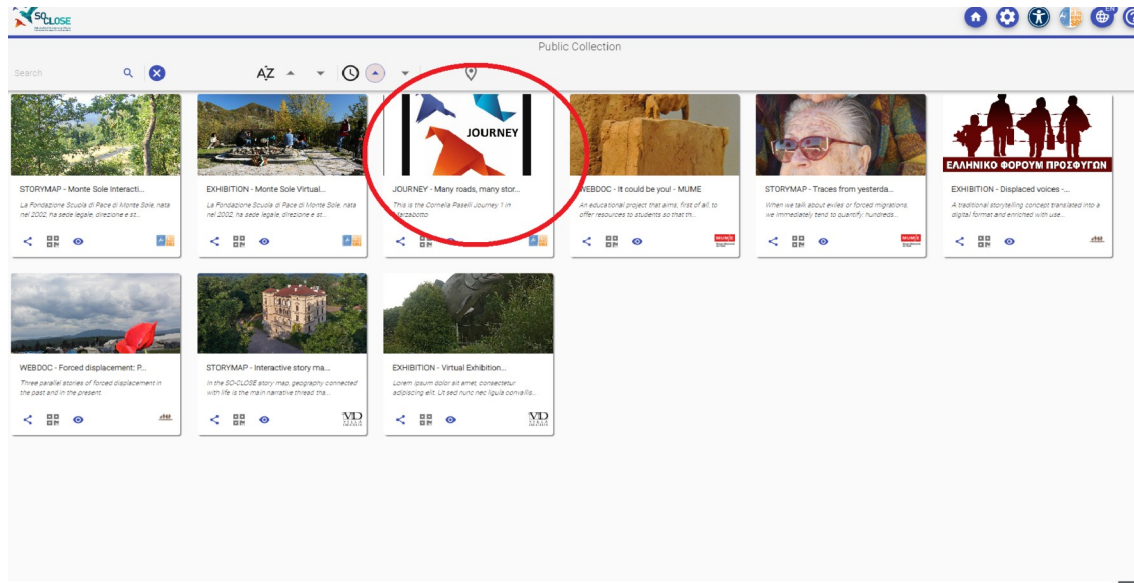 SO CLOSE
EN
Public Collection
Search
AZ
JOURNEY
ΕΛΛΗΝΙΚΟ ΦΟΡΟΥΜ ΠΡΟΣΦΥΓΩΝ
STORYMAP - Monte Sole Interacti...
La Fondazione Scuola di Pace di Monte Sole, nata
nel 2002, ha sede legale, direzione e st...
EXHIBITION - Monte Sole Virtual...
La Fondazione Scuola di Pace di Monte Sole, nata
nel 2002, ha sede legale, direzione e st...
JOURNEY - Many roads, many stor...
This is the Cornelia Paselli Journey 1 in
Marzabotto
WEBDOC - It could be you! - MUME
An educational project that aims, first of all, to
offer resources to students so that th...
MUME
STORYMAP - Traces from yesterda...
When we talk about exiles or forced migrations,
we immediately tend to quantify: hundreds...
MUME
EXHIBITION - Displaced voices -...
A traditional storytelling concept translated into a
digital format and enriched with use...
WEBDOC - Forced displacement: P...
Three parallel stories of forced displacement in
the past and in the present.
STORYMAP - Interactive story ma...
In the SO-CLOSE story map, geography connected
with life is the main narrative thread tha...
VD
VILLA
EXHIBITION - Virtual Exhibition...
Lorem ipsum dolor sit amet, consectetur
adipiscing elit. Ut sed nunc nec ligula convallis...
VD
VILLA